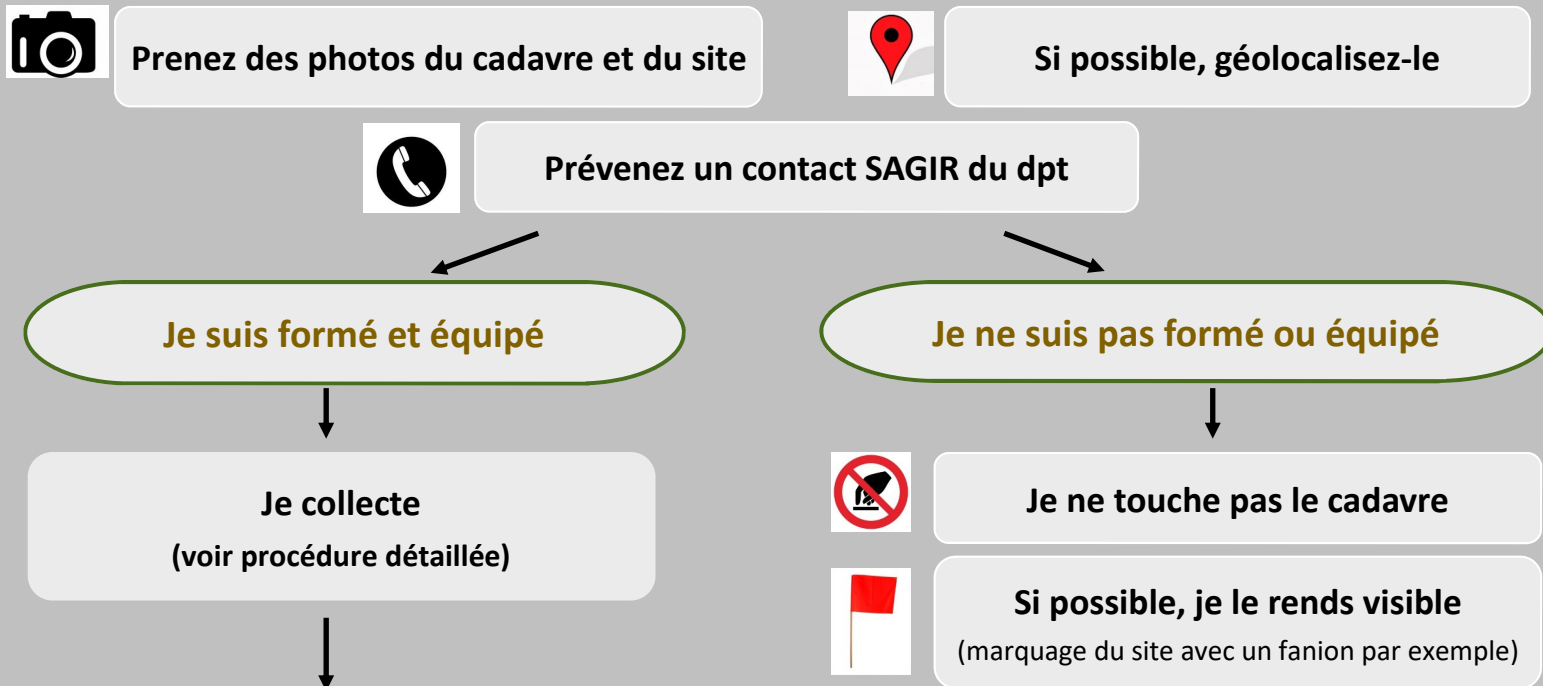 Prenez des photos du cadavre et du site
Si possible, géolocalisez-le
Prévenez un contact SAGIR du dpt
Je suis formé et équipé
Je ne suis pas formé ou équipé
Je collecte
(voir procédure détaillée)
Je ne touche pas le cadavre
Si possible, je le rends visible
(marquage du site avec un fanion par exemple)